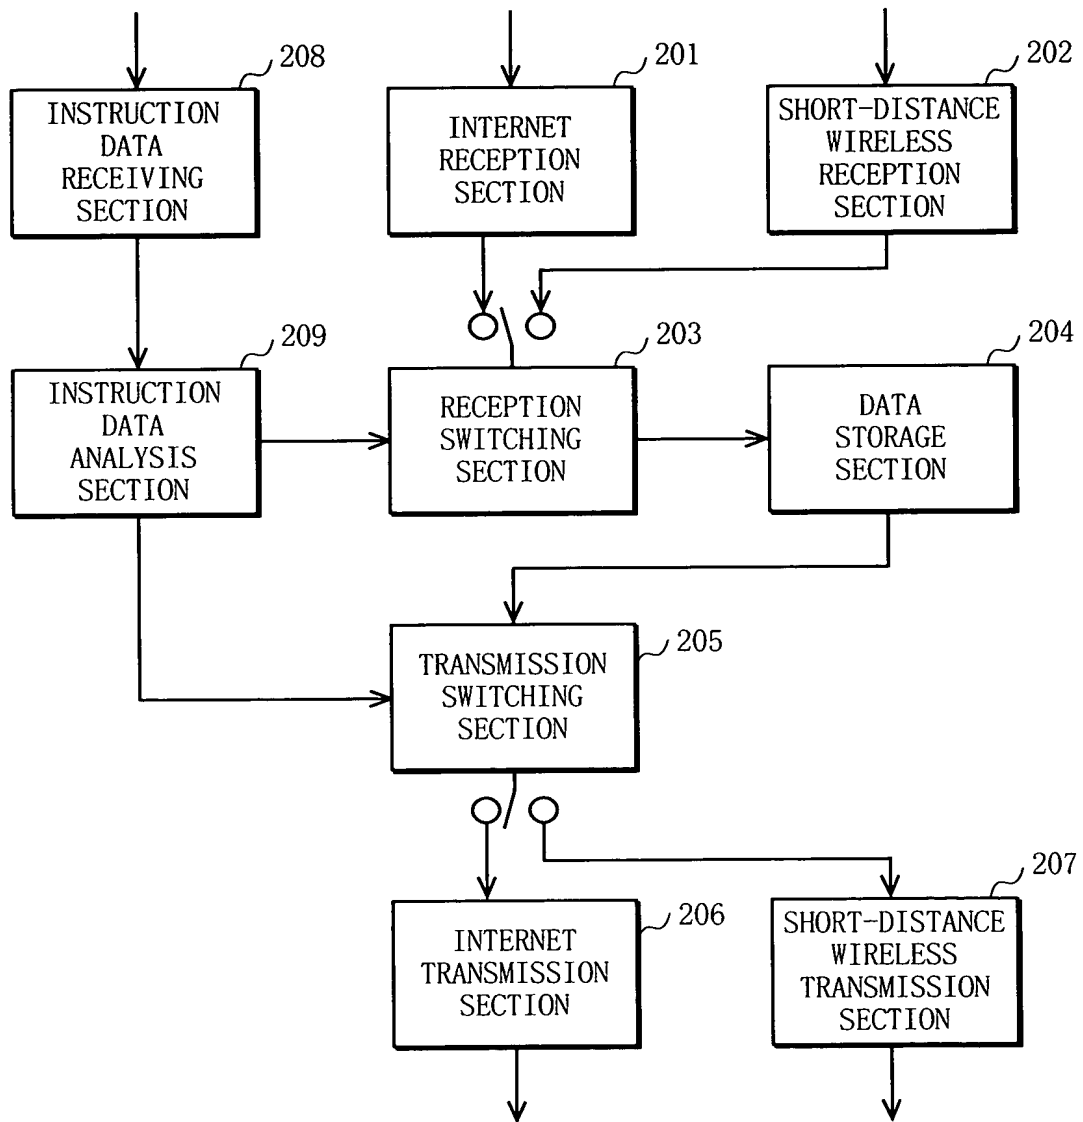 208
INSTRUCTION
DATA
RECEIVING
SECTION
201
INTERNET
RECEPTION
SECTION
202
SHORT-DISTANCE
WIRELESS
RECEPTION
SECTION
209
INSTRUCTION
DATA
ANALYSIS
SECTION
203
RECEPTION
SWITCHING
SECTION
204
DATA
STORAGE
SECTION
205
TRANSMISSION
SWITCHING
SECTION
206
INTERNET
TRANSMISSION
SECTION
207
SHORT-DISTANCE
WIRELESS
TRANSMISSION
SECTION